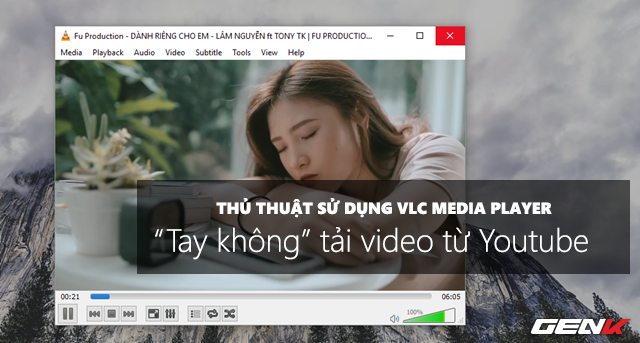 Fu Production - DÀNH RIÊNG CHO EM - LÂM NGUYỄN ft TONY TK | FU PRODUCTIO...
Media Playback Audio Video Subtitle Tools View Help
THỦ THUẬT SỬ DỤNG VLC MEDIA PLAYER
“Tay không” tải video từ Youtube
00:21 06:05
100%
GENK